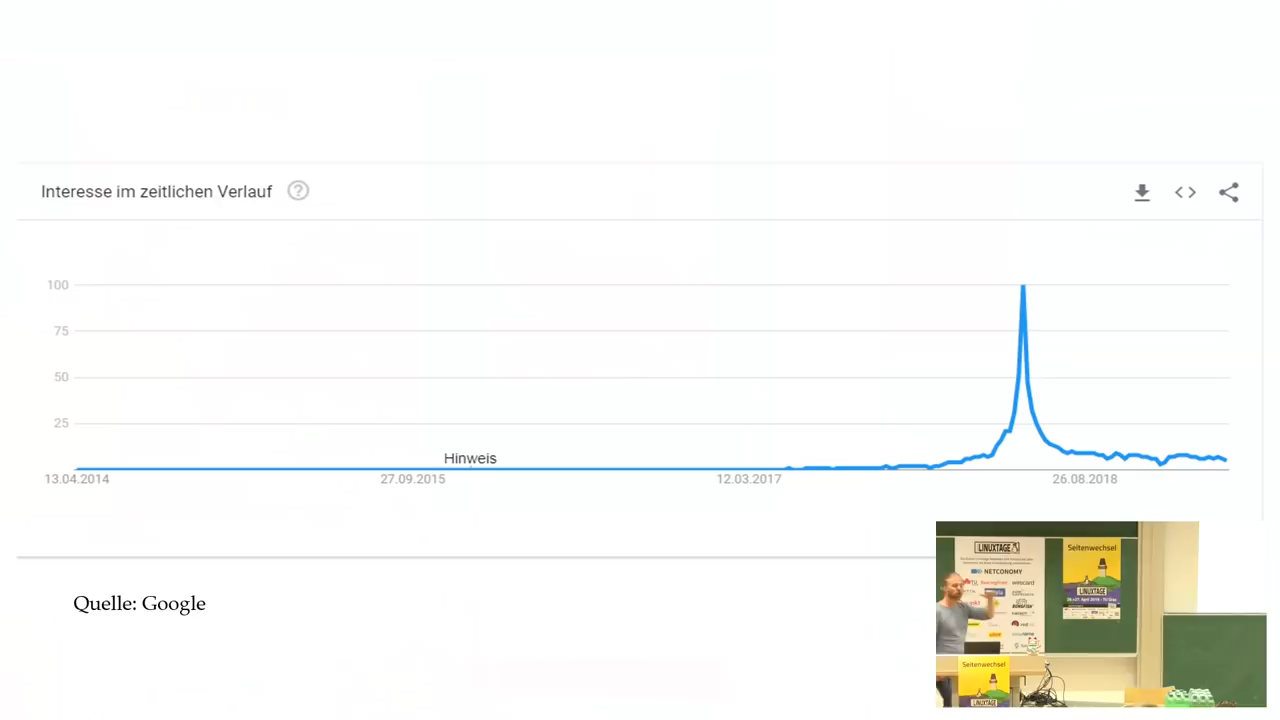 Interesse im zeitlichen Verlauf ?
100
75
50
25
Hinweis
13.04.2014 27.09.2015 12.03.2017 26.08.2018
Quelle: Google
LINUXTAGE
NETCONOMY
Seitenwechsel
LINUXTAGE
Seitenwechsel
LINUXTAGE